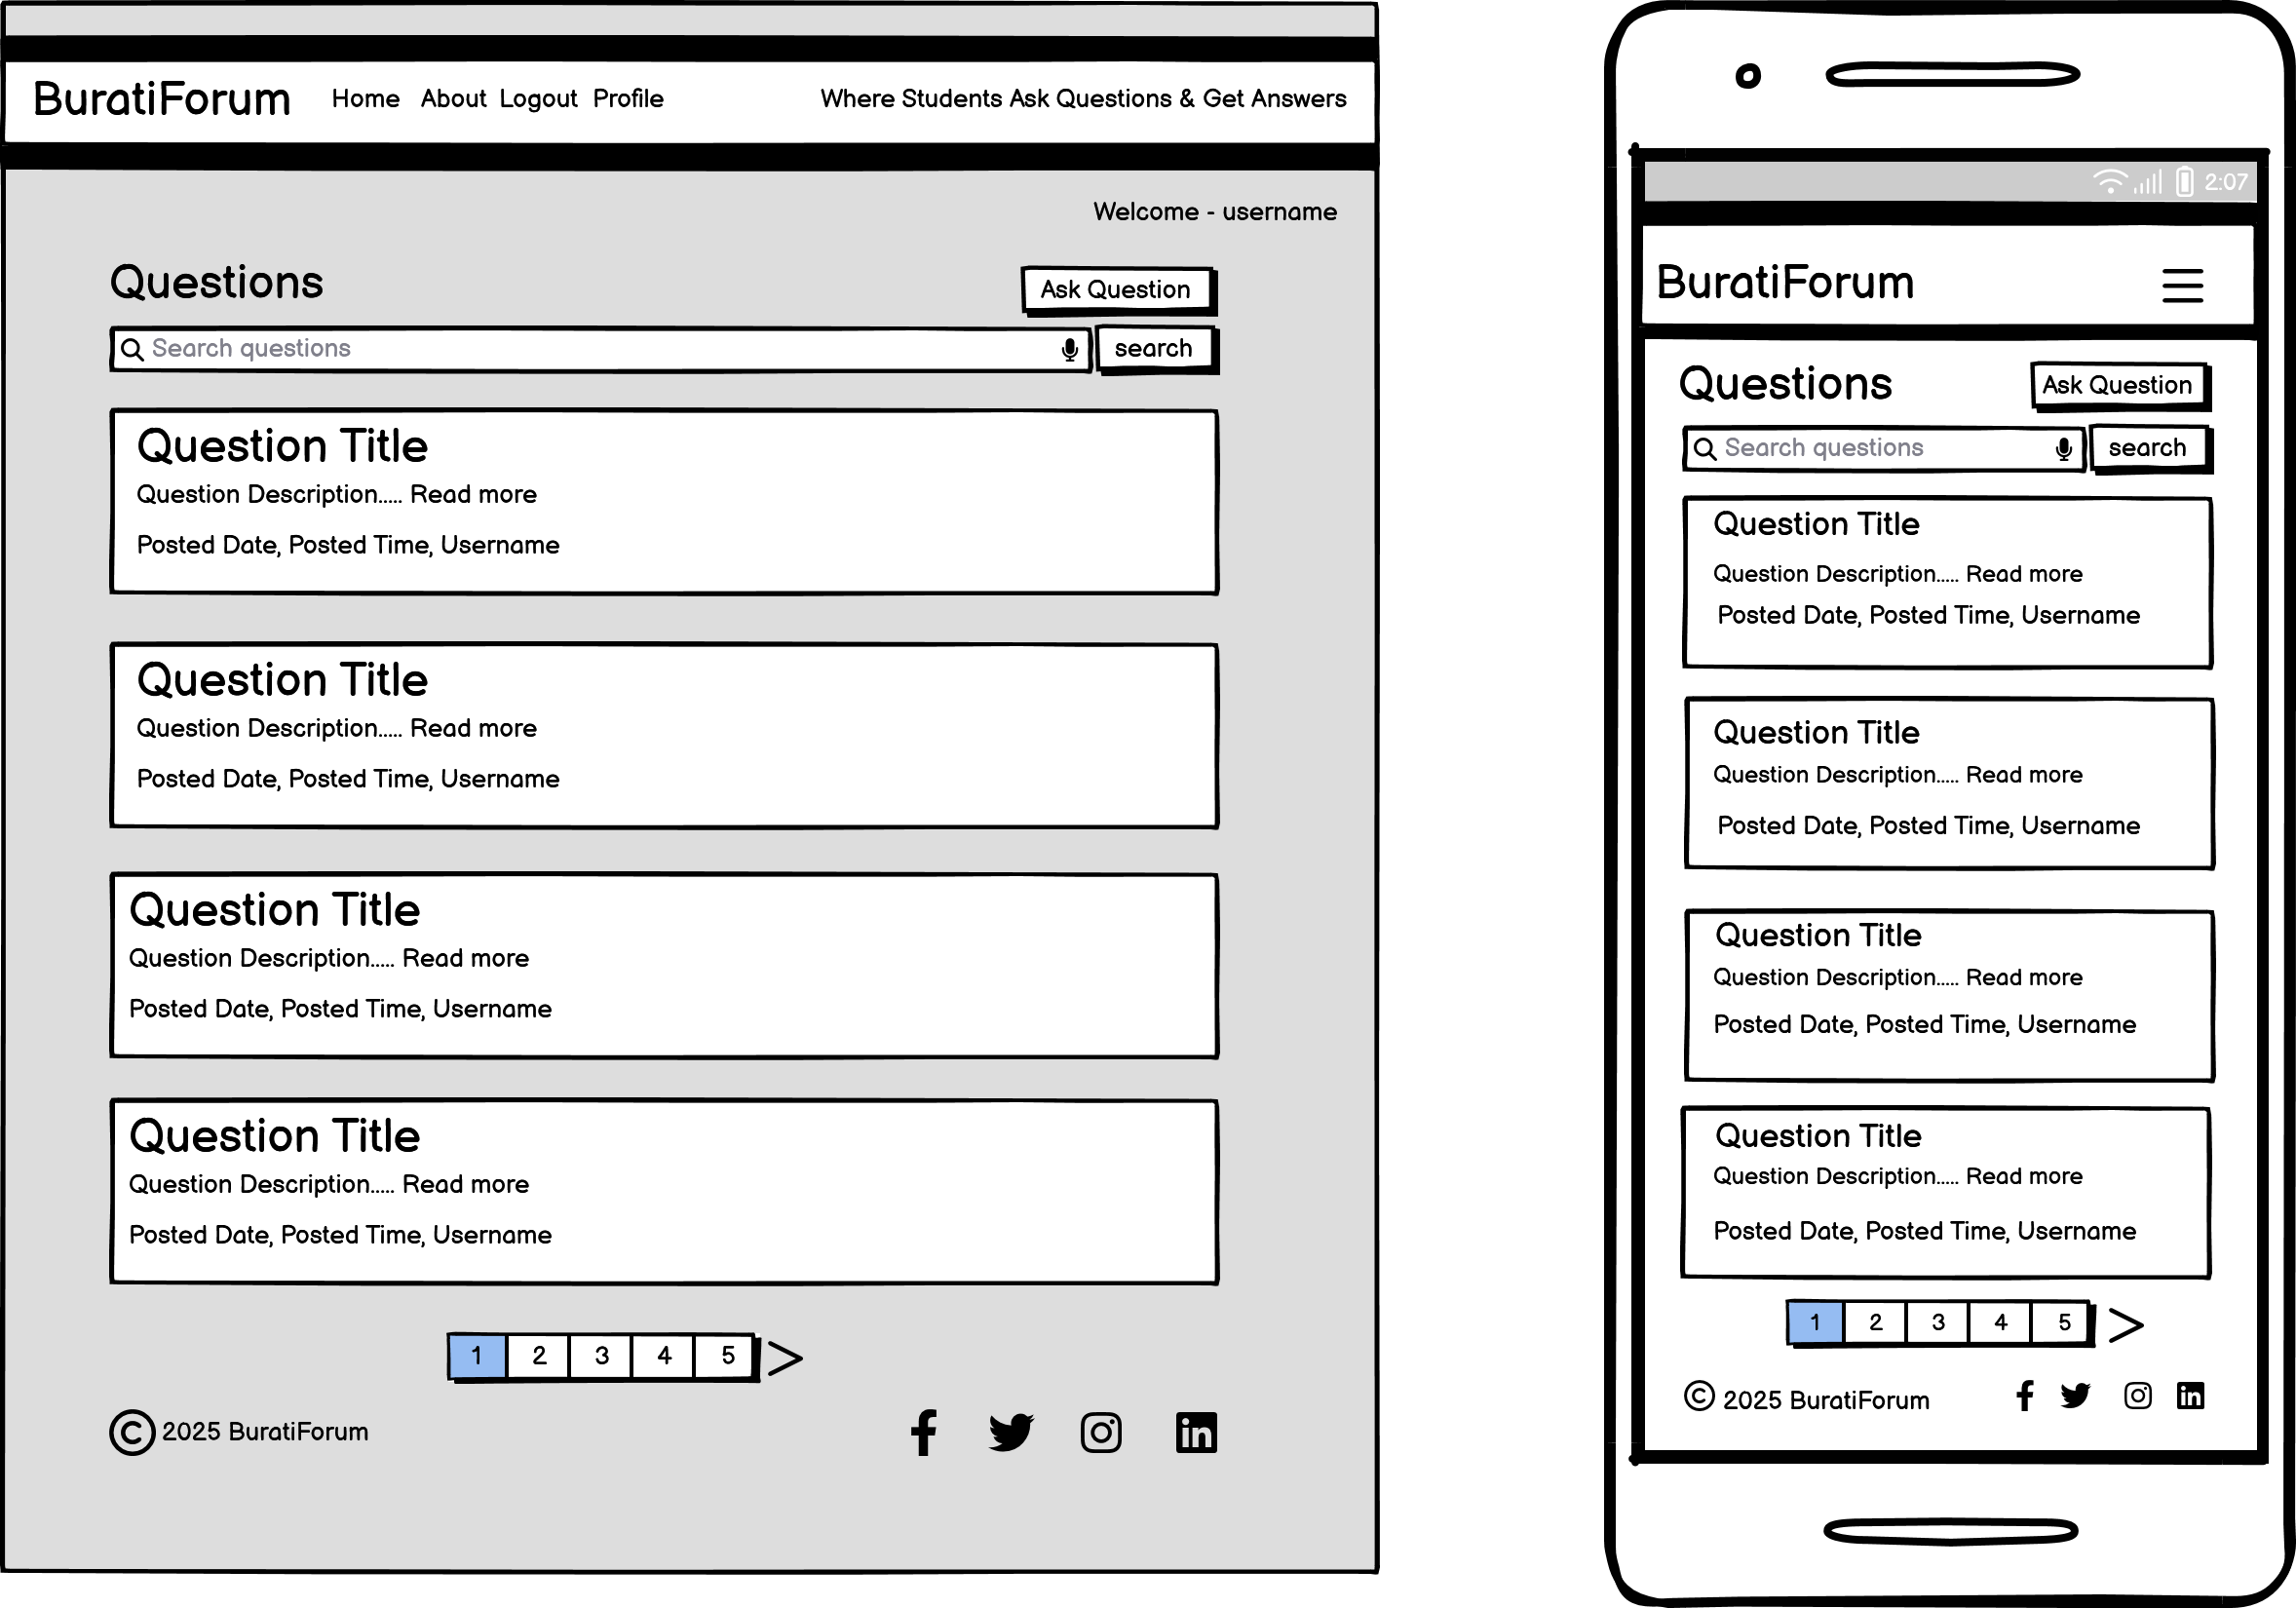 BuratiForum Home About Logout Profile Where Students Ask Questions & Get Answers
Welcome - username
Questions
Ask Question
Search questions
search
Question Title
Question Description..... Read more
Posted Date, Posted Time, Username
Question Title
Question Description..... Read more
Posted Date, Posted Time, Username
Question Title
Question Description..... Read more
Posted Date, Posted Time, Username
Question Title
Question Description..... Read more
Posted Date, Posted Time, Username
1 2 3 4 5 >
© 2025 BuratiForum
2:07
BuratiForum
Questions
Ask Question
Search questions
search
Question Title
Question Description..... Read more
Posted Date, Posted Time, Username
Question Title
Question Description..... Read more
Posted Date, Posted Time, Username
Question Title
Question Description..... Read more
Posted Date, Posted Time, Username
Question Title
Question Description..... Read more
Posted Date, Posted Time, Username
1 2 3 4 5 >
© 2025 BuratiForum